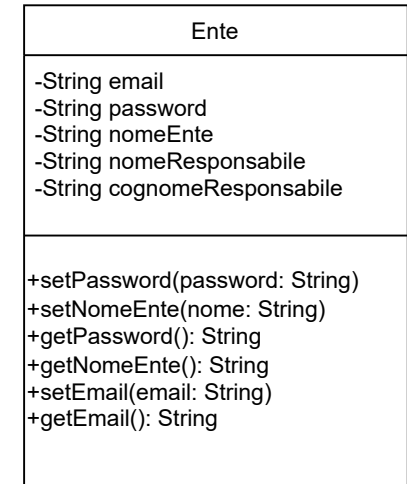 Ente
-String email
-String password
-String nomeEnte
-String nomeResponsabile
-String cognomeResponsabile
+setPassword(password: String)
+setNomeEnte(nome: String)
+getPassword(): String
+getNomeEnte(): String
+setEmail(email: String)
+getEmail(): String